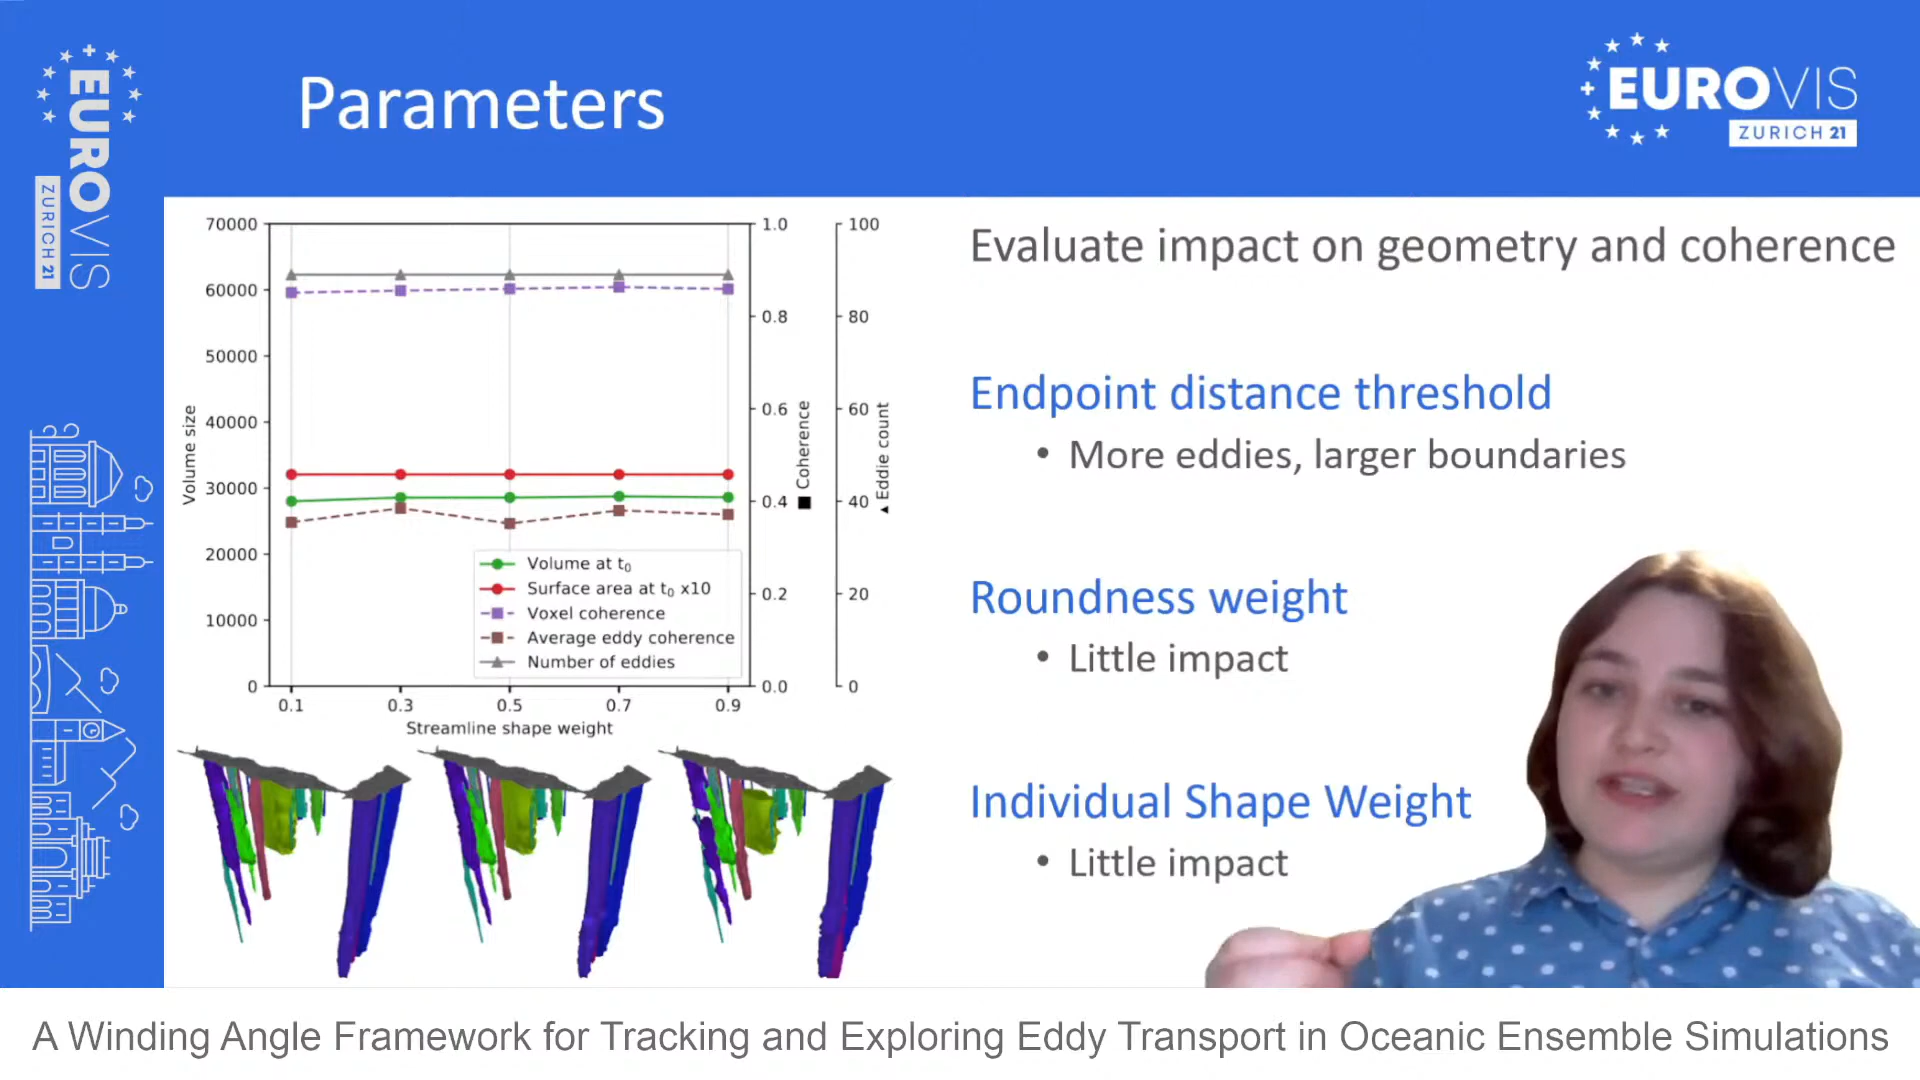 EUROVIS
ZURICH 21
Parameters
EUROVIS
ZURICH 21
70000
60000
50000
40000
30000
20000
10000
0
Volume size
1.0
0.8
0.6
0.4
0.2
0.0
■ Coherence
100
80
60
40
20
0
▲ Eddie count
Volume at t₀
Surface area at t₀ x10
Voxel coherence
Average eddy coherence
Number of eddies
0.1 0.3 0.5 0.7 0.9
Streamline shape weight
Evaluate impact on geometry and coherence
Endpoint distance threshold
• More eddies, larger boundaries
Roundness weight
• Little impact
Individual Shape Weight
• Little impact
A Winding Angle Framework for Tracking and Exploring Eddy Transport in Oceanic Ensemble Simulations